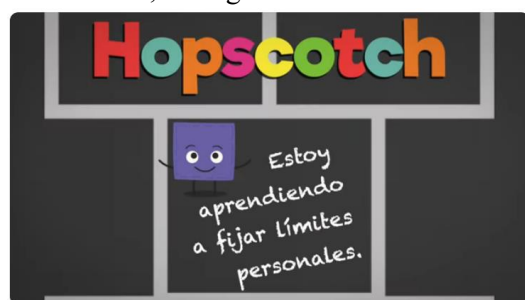 Hopscotch
Estoy
aprendiendo
a fijar límites
personales.